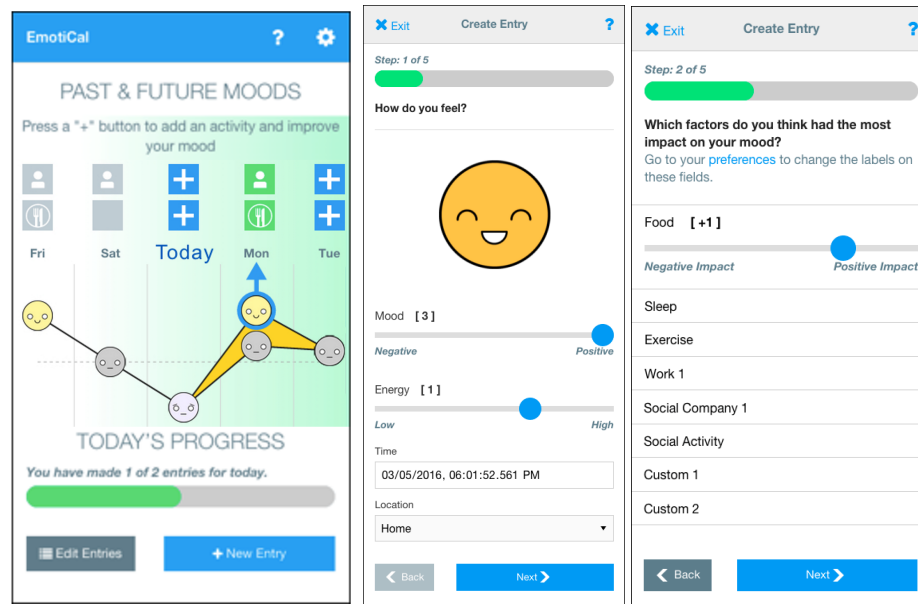 EmotiCal ?
PAST & FUTURE MOODS
Press a "+" button to add an activity and improve
your mood
Fri Sat Today Mon Tue
TODAY'S PROGRESS
You have made 1 of 2 entries for today.
Edit Entries + New Entry
Exit Create Entry ?
Step: 1 of 5
How do you feel?
Mood [ 3 ]
Negative Positive
Energy [ 1 ]
Low High
Time
03/05/2016, 06:01:52.561 PM
Location
Home
Back Next
Exit Create Entry ?
Step: 2 of 5
Which factors do you think had the most
impact on your mood?
Go to your preferences to change the labels on
these fields.
Food [ +1 ]
Negative Impact Positive Impact
Sleep
Exercise
Work 1
Social Company 1
Social Activity
Custom 1
Custom 2
Back Next